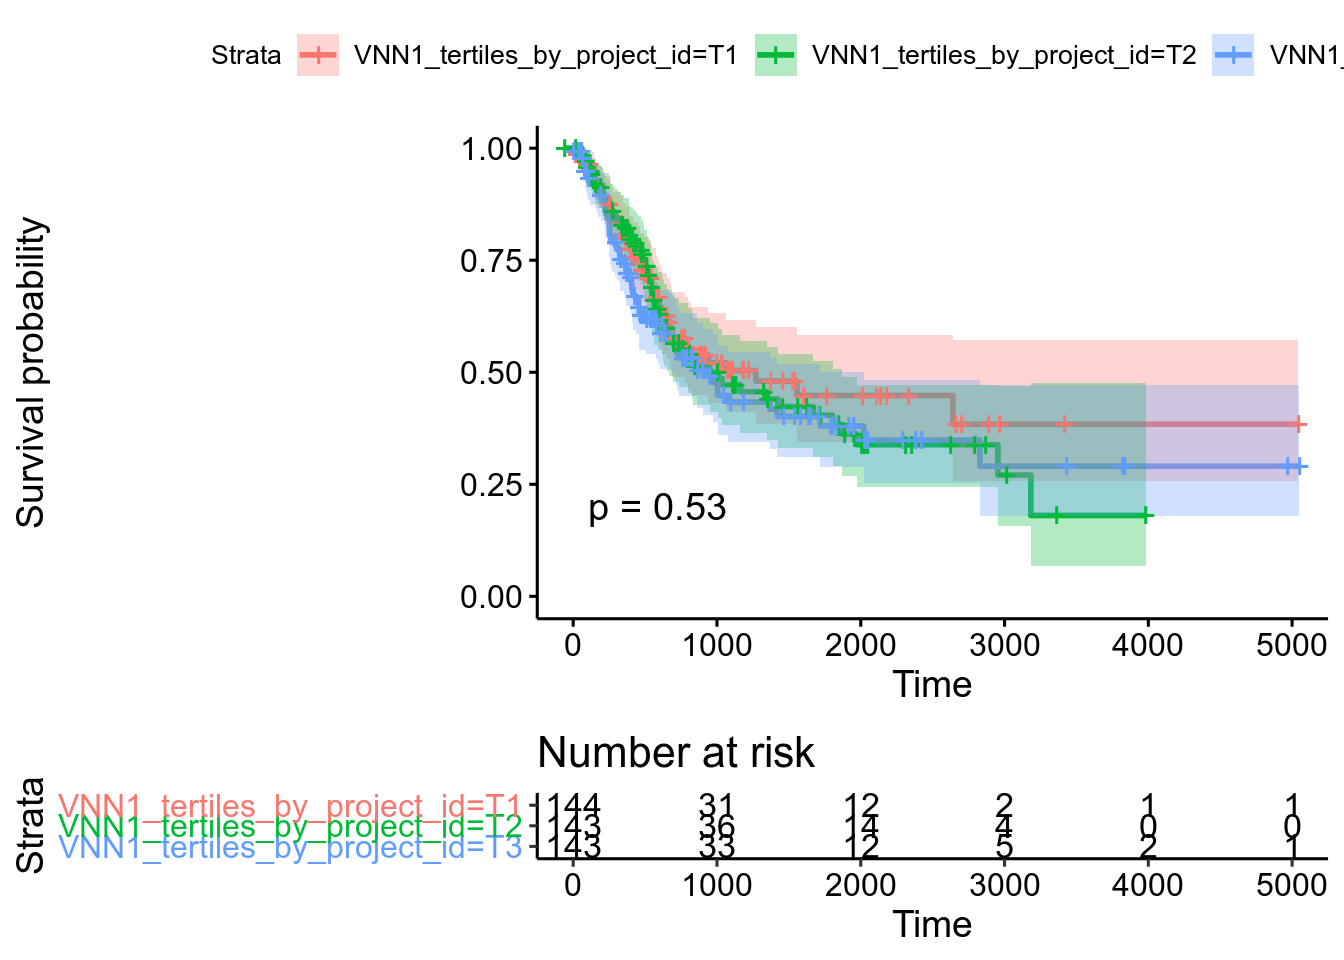 Strata VNN1_tertiles_by_project_id=T1 VNN1_tertiles_by_project_id=T2 VNN1_
Survival probability
1.00
0.75
0.50
0.25
0.00
p = 0.53
0 1000 2000 3000 4000 5000
Time
Number at risk
Strata
VNN1_tertiles_by_project_id=T1 144 31 12 2 1 1
VNN1_tertiles_by_project_id=T2 143 36 14 4 0 0
VNN1_tertiles_by_project_id=T3 143 33 12 5 2 1
0 1000 2000 3000 4000 5000
Time